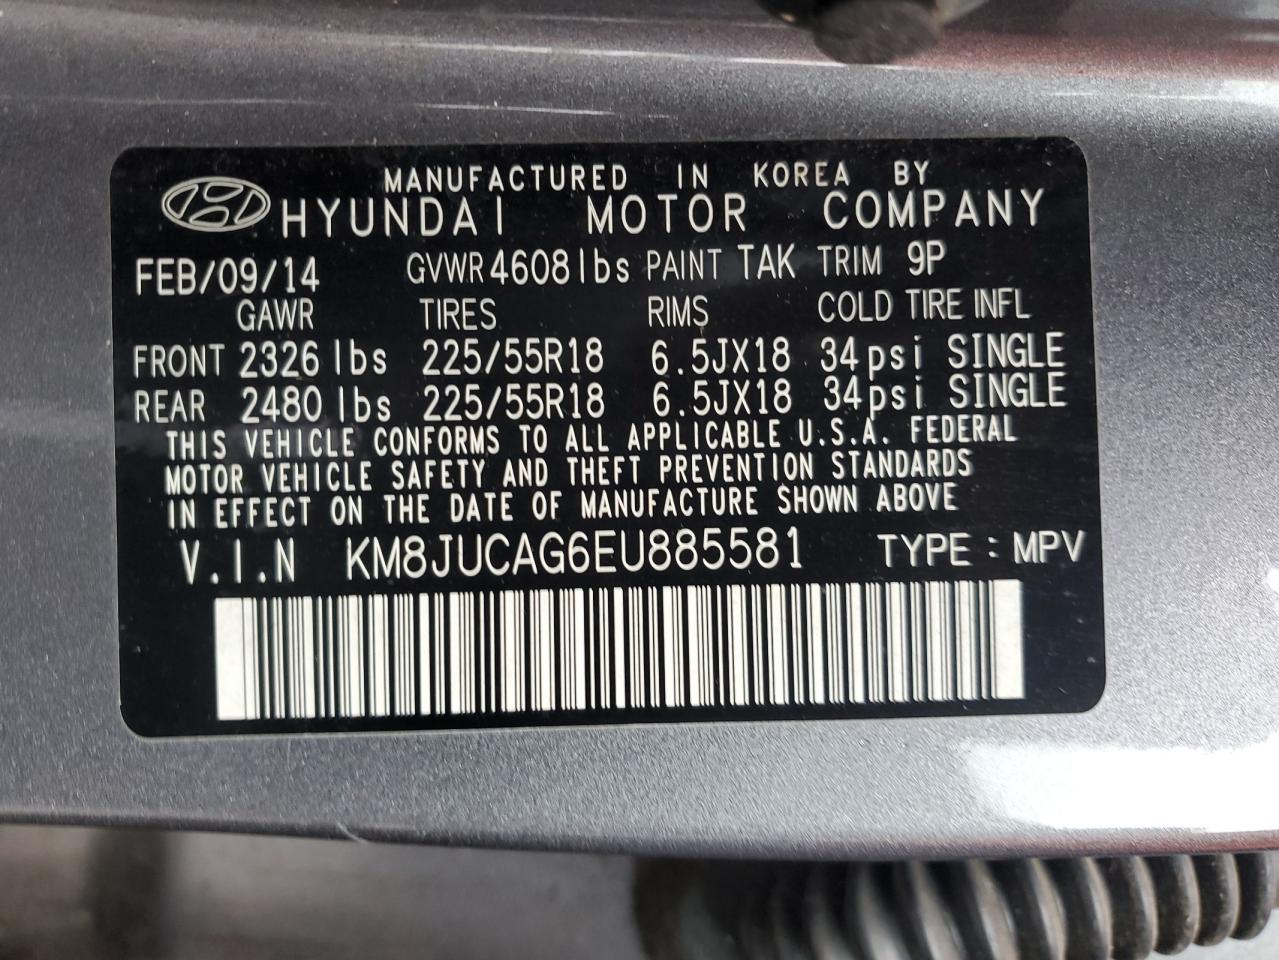 MANUFACTURED IN KOREA BY
HYUNDAI MOTOR COMPANY
FEB/09/14 GVWR 4608 lbs PAINT TAK TRIM 9P
GAWR TIRES RIMS COLD TIRE INFL
FRONT 2326 lbs 225/55R18 6.5JX18 34psi SINGLE
REAR 2480 lbs 225/55R18 6.5JX18 34psi SINGLE
THIS VEHICLE CONFORMS TO ALL APPLICABLE U.S.A. FEDERAL
MOTOR VEHICLE SAFETY AND THEFT PREVENTION STANDARDS
IN EFFECT ON THE DATE OF MANUFACTURE SHOWN ABOVE
V.I.N KM8JUCAG6EU885581 TYPE : MPV